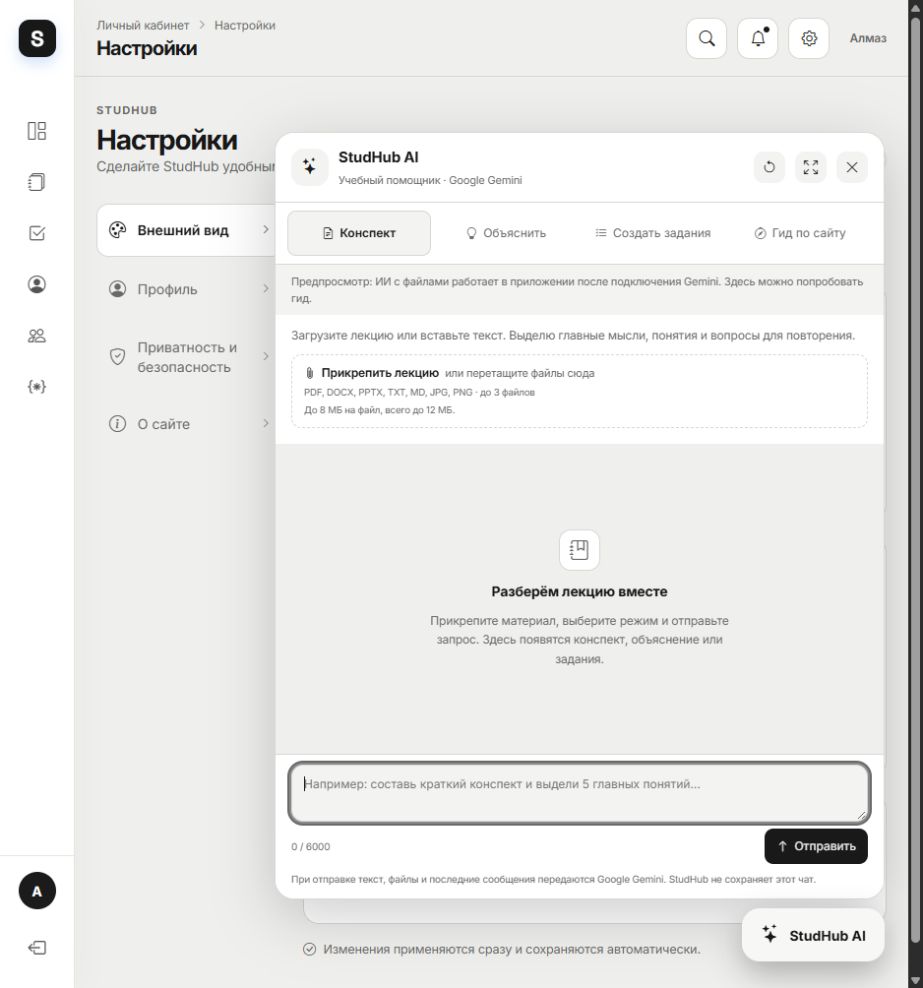 S
Личный кабинет > Настройки
Настройки
Алмаз
STUDHUB
Настройки
Сделайте StudHub
Внешний вид
Профиль
Приватность и
безопасность
О сайте
StudHub AI
Учебный помощник · Google Gemini
Конспект
Объяснить
Создать задания
Гид по сайту
Предпросмотр: ИИ с файлами работает в приложении после подключения Gemini. Здесь можно попробовать
гид.
Загрузите лекцию или вставьте текст. Выделю главные мысли, понятия и вопросы для повторения.
Прикрепить лекцию или перетащите файлы сюда
PDF, DOCX, PPTX, TXT, MD, JPG, PNG · до 3 файлов
До 8 МБ на файл, всего до 12 МБ.
Разберём лекцию вместе
Прикрепите материал, выберите режим и отправьте
запрос. Здесь появятся конспект, объяснение или
задания.
Например: составь краткий конспект и выдели 5 главных понятий...
0 / 6000
Отправить
При отправке текст, файлы и последние сообщения передаются Google Gemini. StudHub не сохраняет этот чат.
A
StudHub AI
Изменения применяются сразу и сохраняются автоматически.